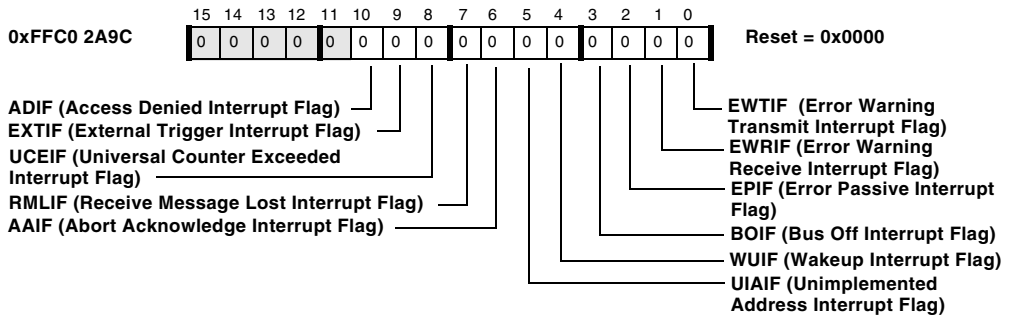 15 14 13 12 11 10 9 8 7 6 5 4 3 2 1 0
0xFFC0 2A9C
0 0 0 0 0 0 0 0 0 0 0 0 0 0 0 0
Reset = 0x0000
ADIF (Access Denied Interrupt Flag)
EXTIF (External Trigger Interrupt Flag)
UCEIF (Universal Counter Exceeded
Interrupt Flag)
RMLIF (Receive Message Lost Interrupt Flag)
AAIF (Abort Acknowledge Interrupt Flag)
EWTIF (Error Warning
Transmit Interrupt Flag)
EWRIF (Error Warning
Receive Interrupt Flag)
EPIF (Error Passive Interrupt
Flag)
BOIF (Bus Off Interrupt Flag)
WUIF (Wakeup Interrupt Flag)
UIAIF (Unimplemented
Address Interrupt Flag)